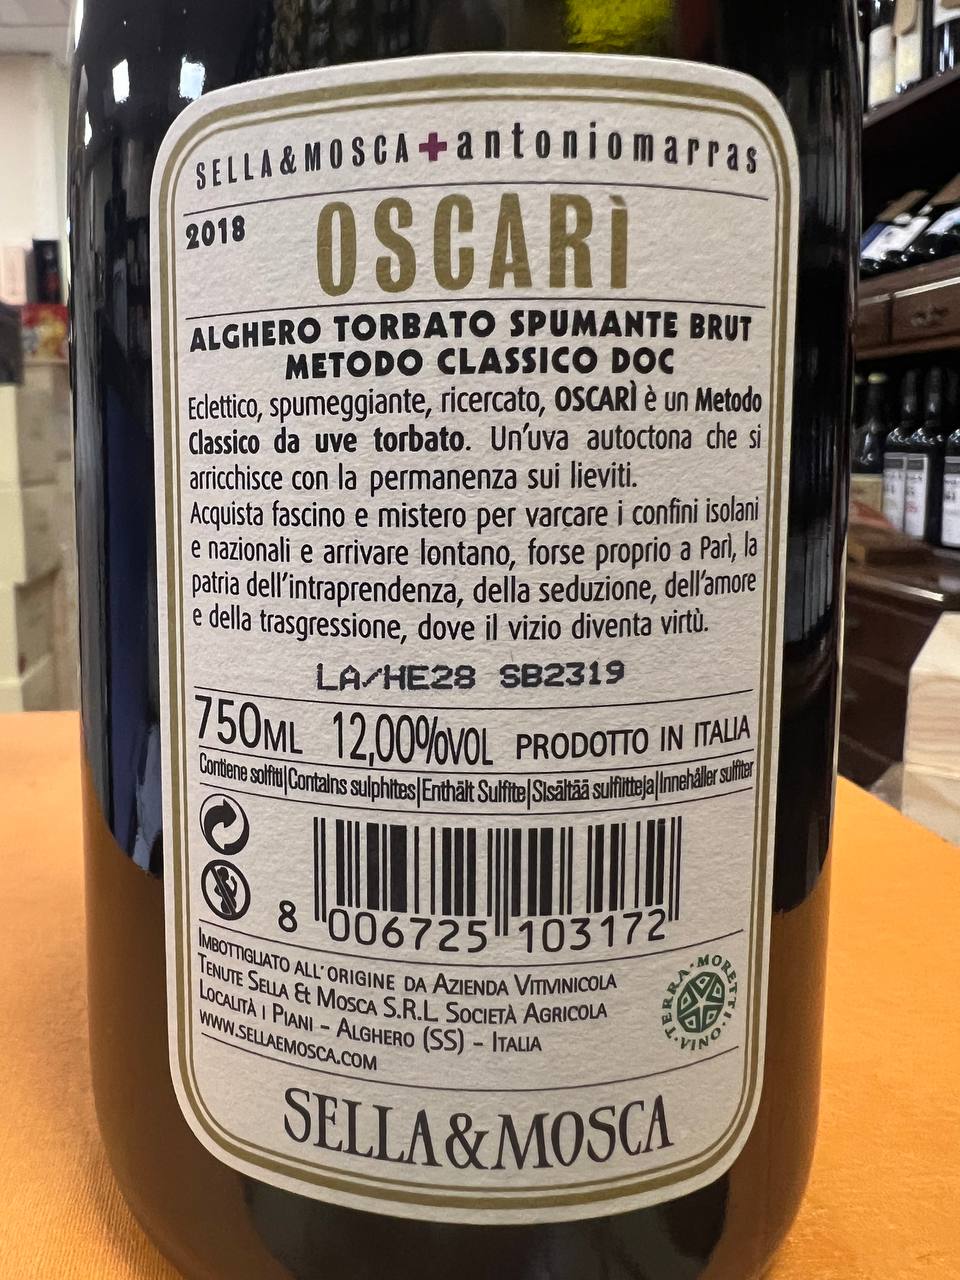 SELLA&MOSCA+antoniomarras
2018
OSCARì
ALGHERO TORBATO SPUMANTE BRUT
METODO CLASSICO DOC
Eclettico, spumeggiante, ricercato, OSCARÌ è un Metodo
Classico da uve torbato. Un'uva autoctona che si
arricchisce con la permanenza sui lieviti.
Acquista fascino e mistero per varcare i confini isolani
e nazionali e arrivare lontano, forse proprio a Parì, la
patria dell'intraprendenza, della seduzione, dell'amore
e della trasgressione, dove il vizio diventa virtù.
LA/HE28 SB2319
750ML 12,00%VOL PRODOTTO IN ITALIA
Contiene solfiti|Contains sulphites|Enthält Sulfite|Sisältää sulfiitteja|Innehåller sulfiter
8 006725 103172
IMBOTTIGLIATO ALL'ORIGINE DA AZIENDA VITIVINICOLA
TENUTE SELLA & MOSCA S.R.L. SOCIETÀ AGRICOLA
LOCALITÀ I PIANI - ALGHERO (SS) - ITALIA
WWW.SELLAEMOSCA.COM
TERRA·MORETTI·VINO·
SELLA&MOSCA